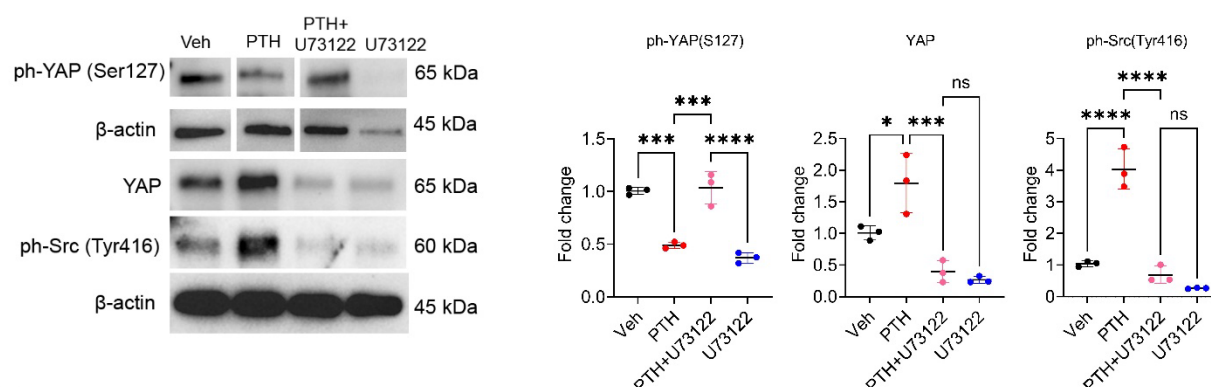 Veh PTH PTH+
U73122 U73122
ph-YAP (Ser127) 65 kDa
β-actin 45 kDa
YAP 65 kDa
ph-Src (Tyr416) 60 kDa
β-actin 45 kDa
ph-YAP(S127)
Fold change
1.5
1.0
0.5
0.0
*** *** ****
Veh
PTH
PTH+U73122
U73122
YAP
Fold change
2.5
2.0
1.5
1.0
0.5
0.0
* *** ns
Veh
PTH
PTH+U73122
U73122
ph-Src(Tyr416)
Fold change
6
5
4
3
2
1
0
**** **** ns
Veh
PTH
PTH+U73122
U73122